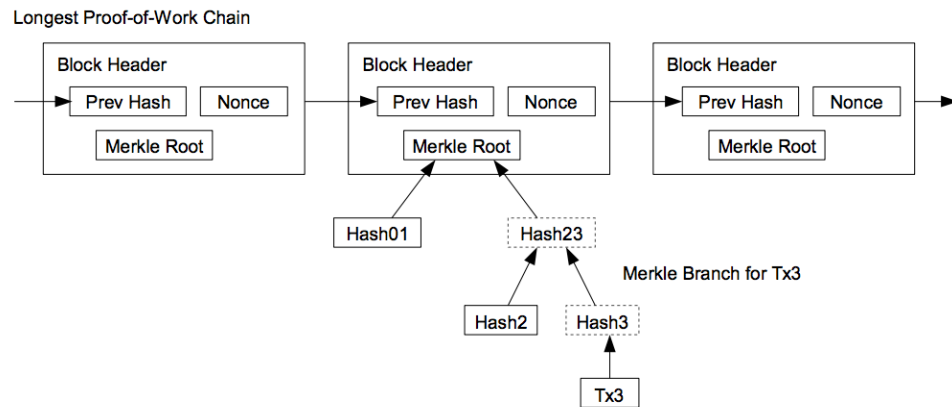 Longest Proof-of-Work Chain
Block Header
Prev Hash
Nonce
Merkle Root
Block Header
Prev Hash
Nonce
Merkle Root
Block Header
Prev Hash
Nonce
Merkle Root
Hash01
Hash23
Merkle Branch for Tx3
Hash2
Hash3
Tx3